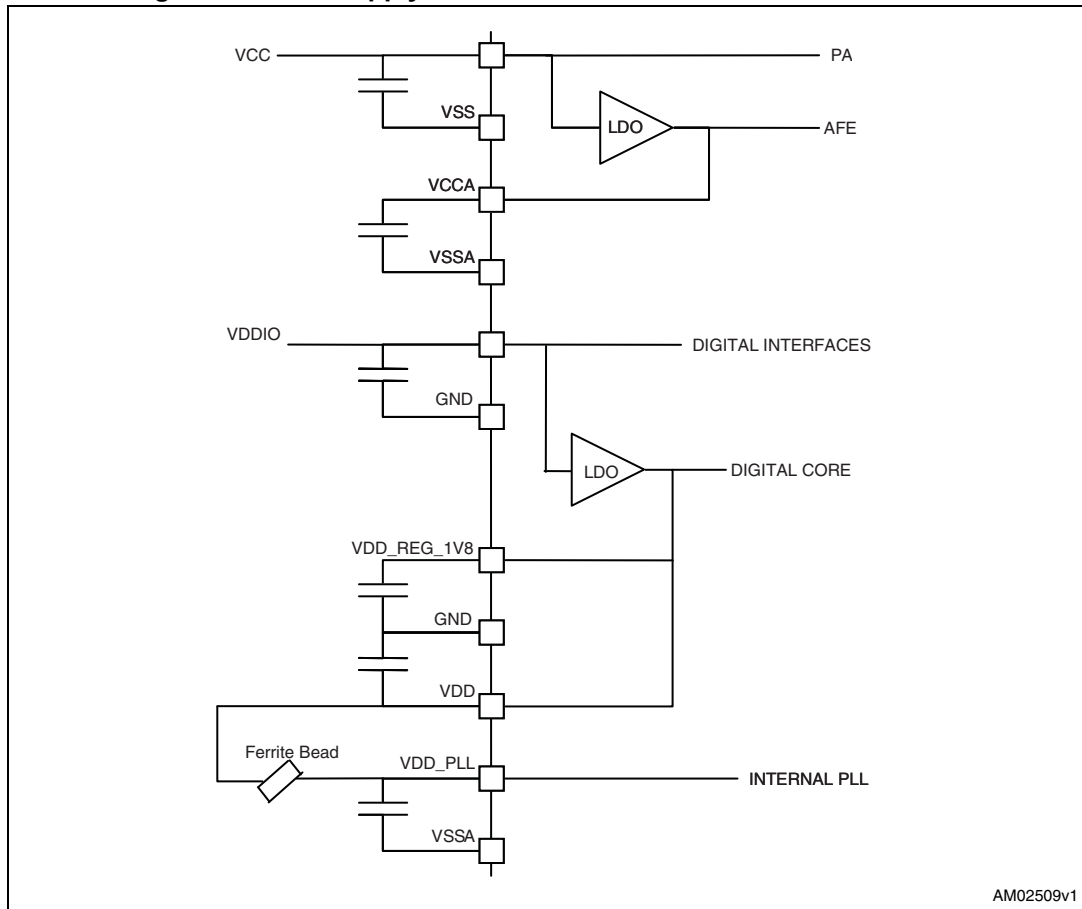 VCC
PA
VSS
LDO
AFE
VCCA
VSSA
VDDIO
DIGITAL INTERFACES
GND
LDO
DIGITAL CORE
VDD_REG_1V8
GND
VDD
Ferrite Bead
VDD_PLL
INTERNAL PLL
VSSA
AM02509v1